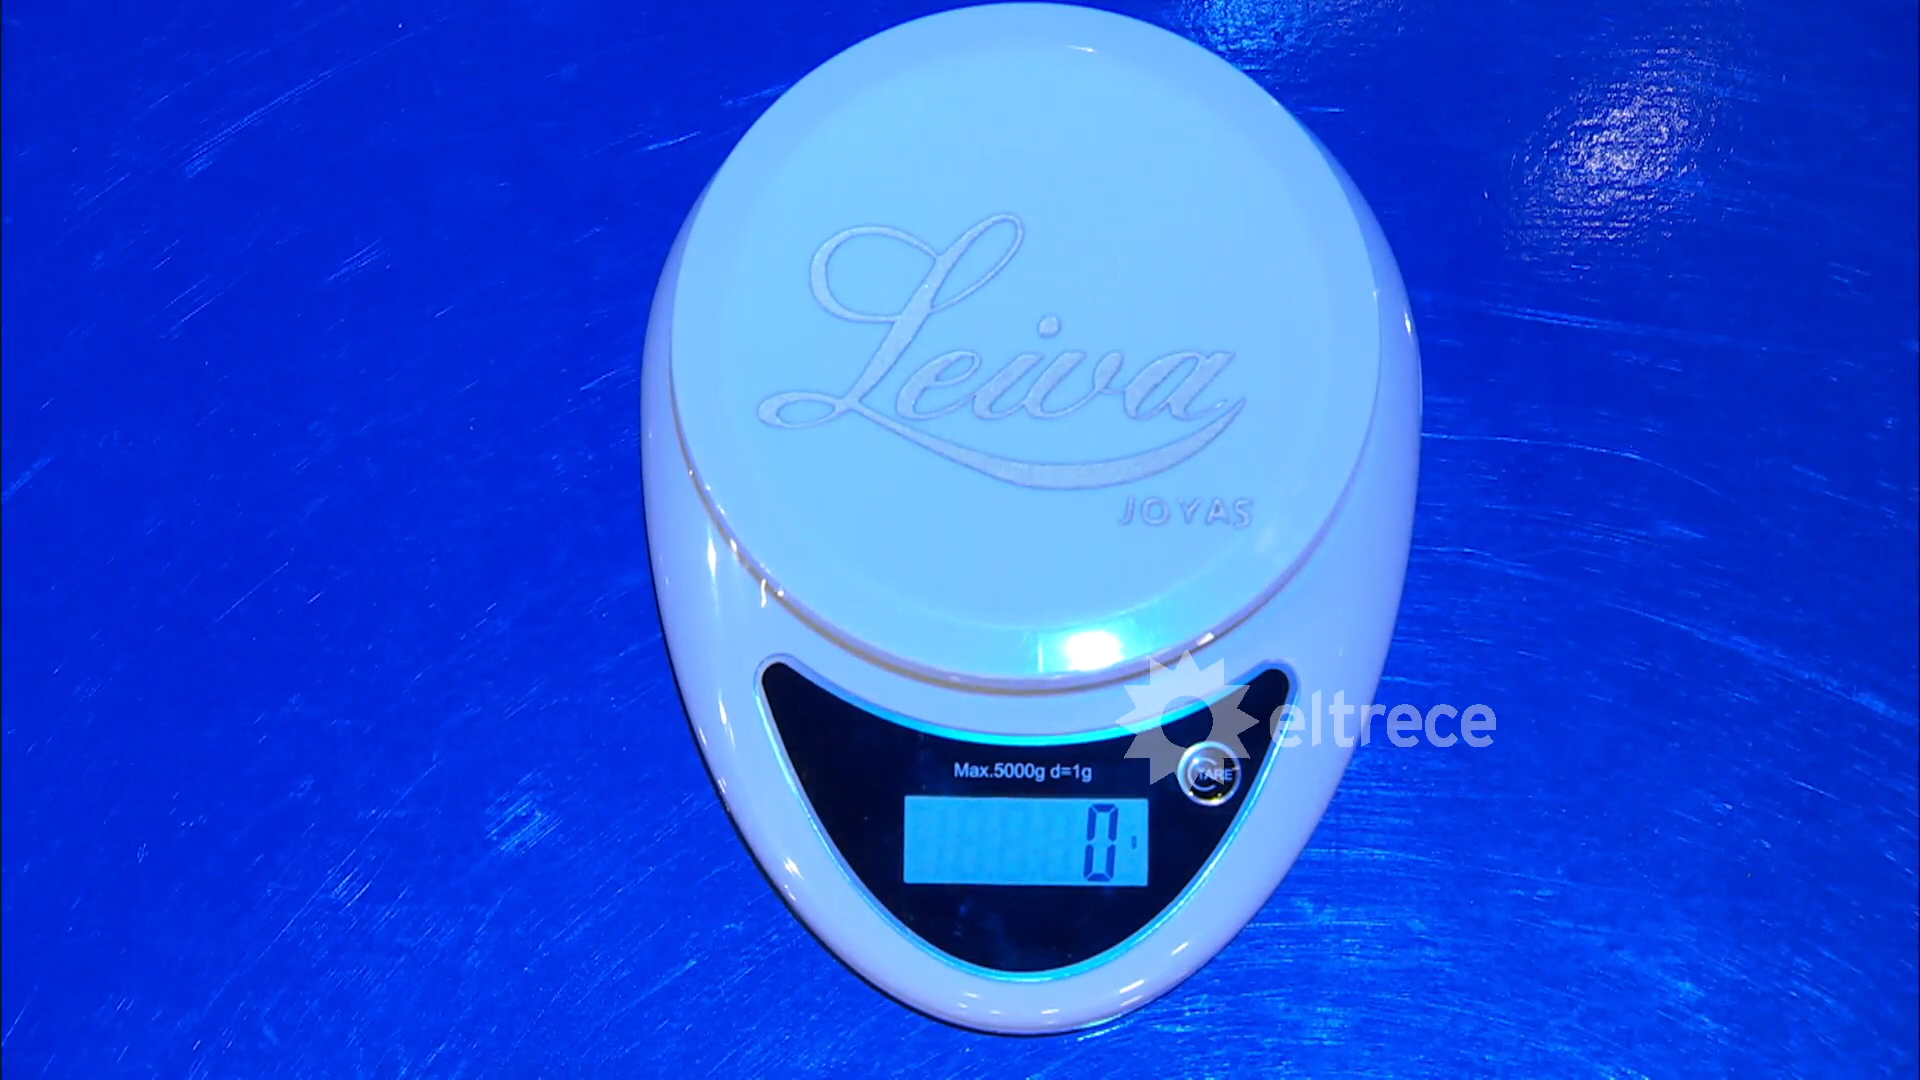 Leiva
JOYAS
eltrece
Max.5000g d=1g
TARE
0